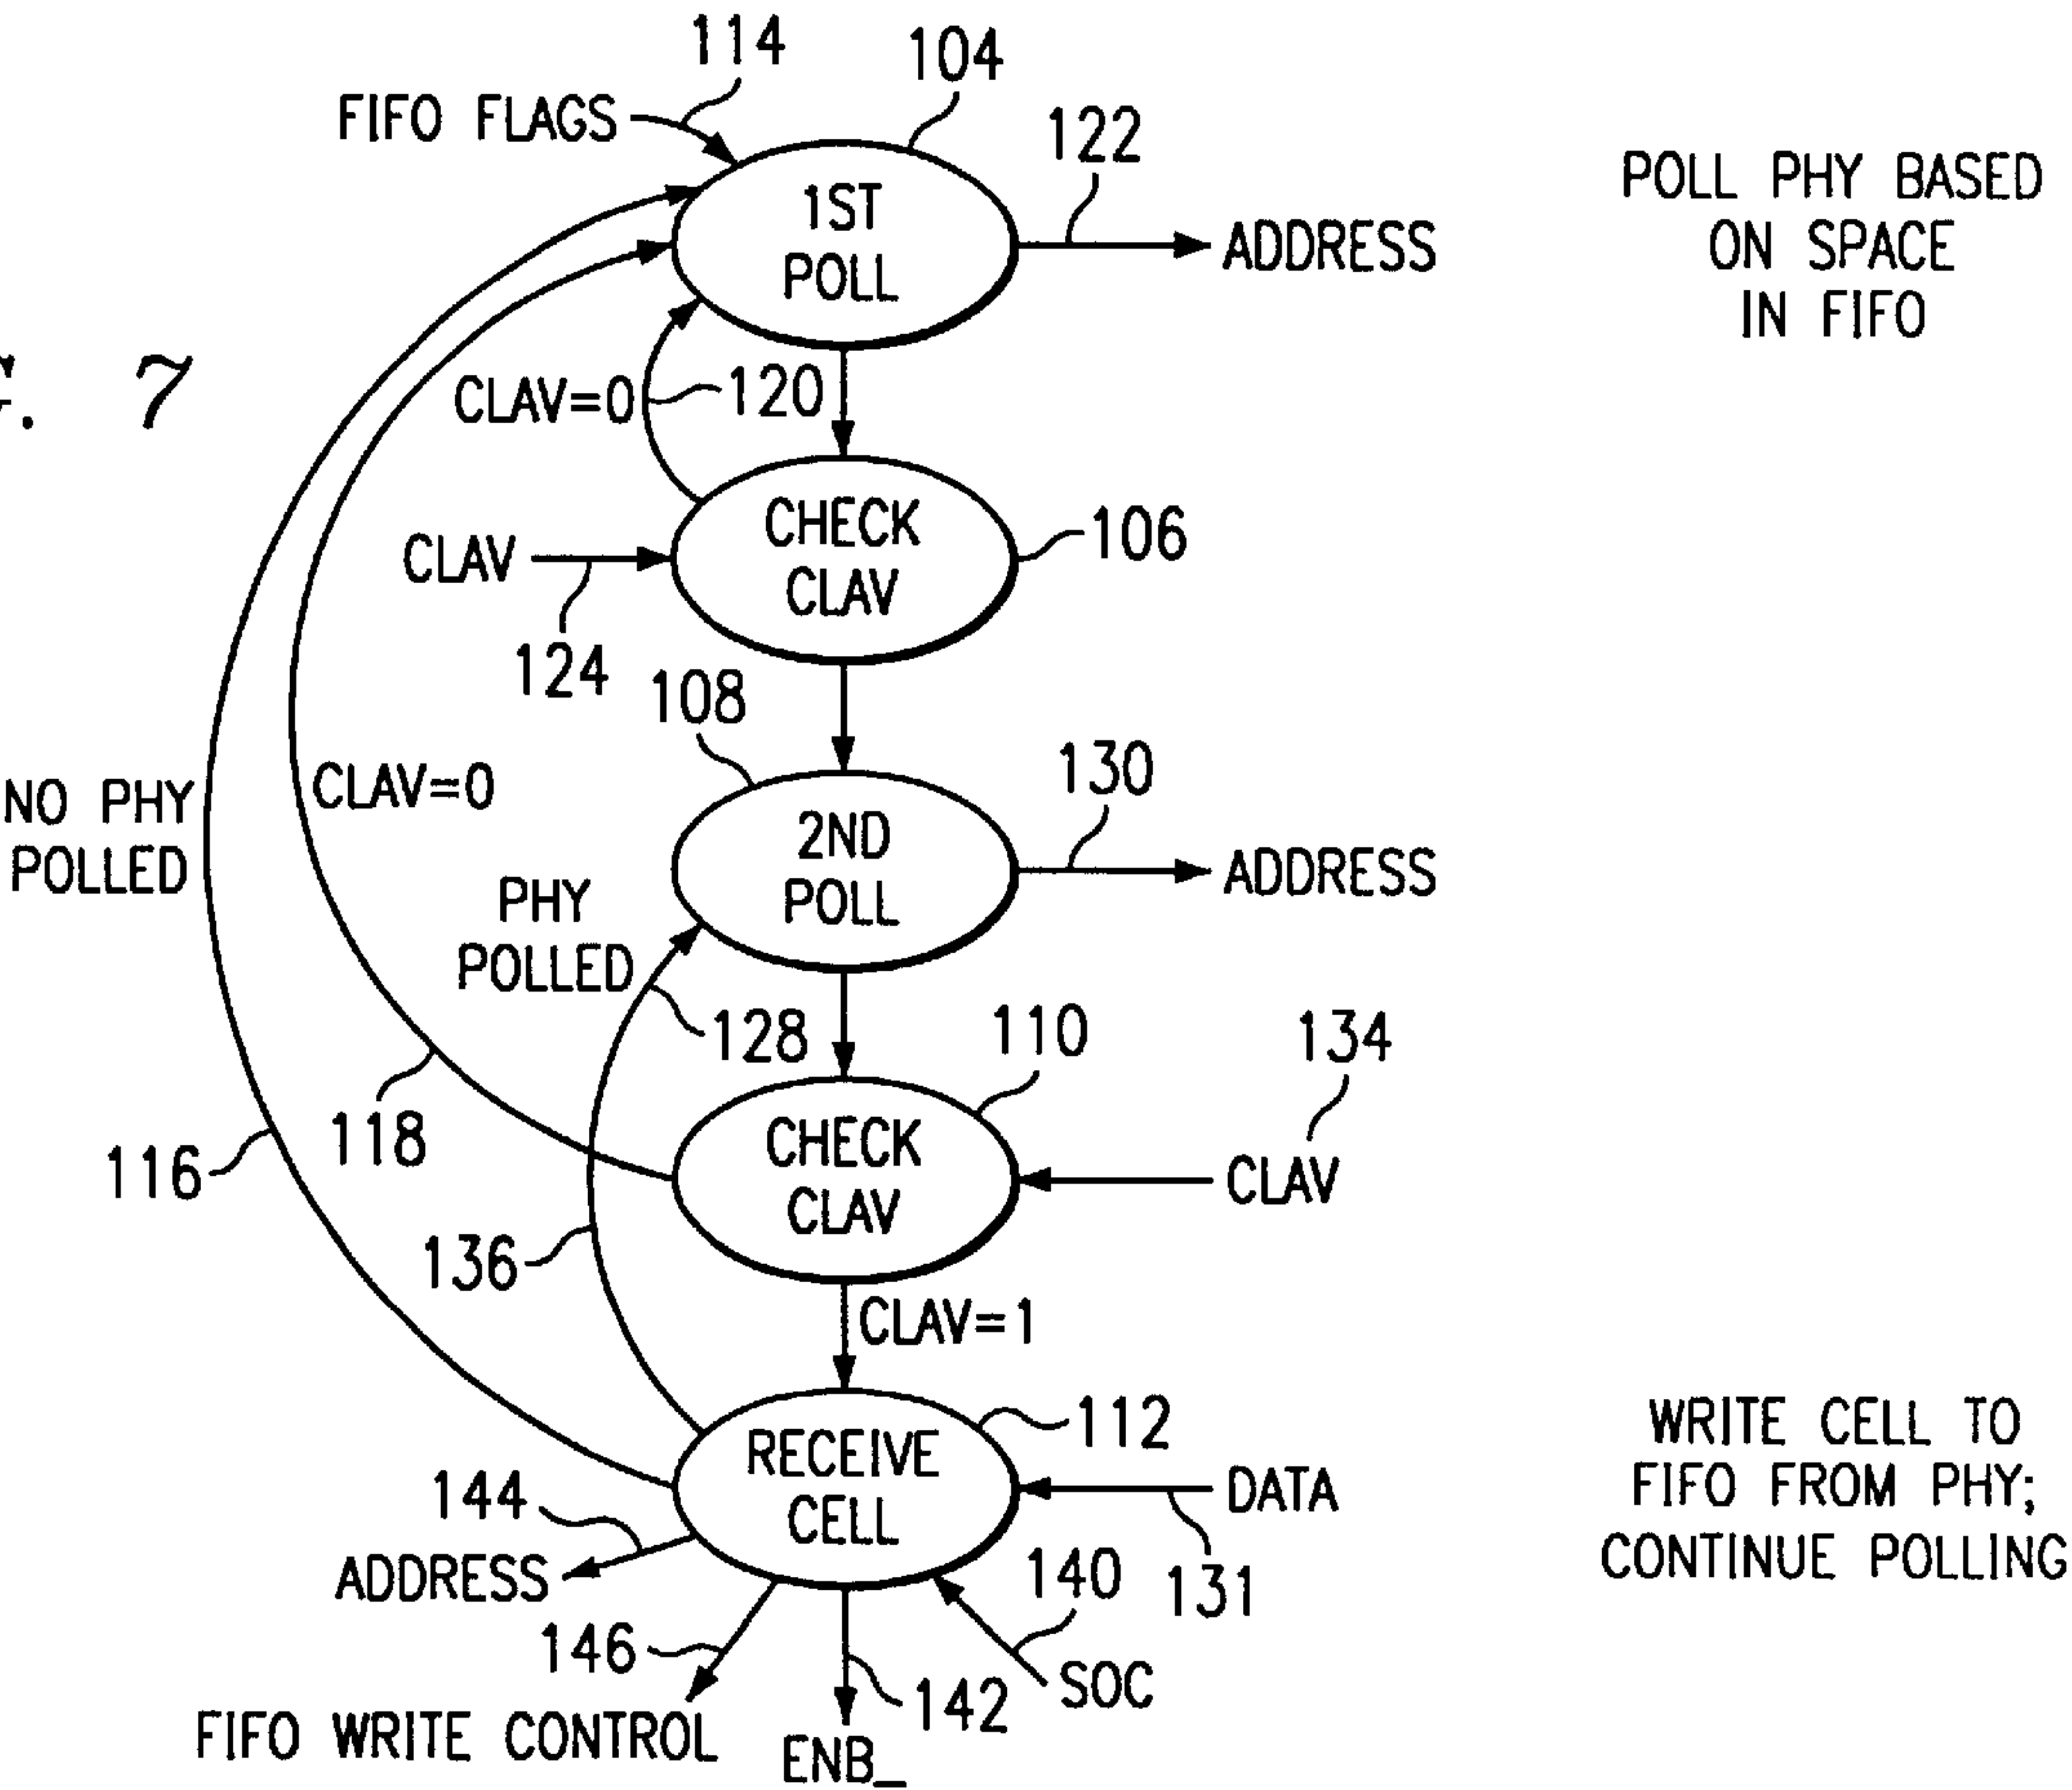 114
104
FIFO FLAGS
122
1ST
POLL
ADDRESS
POLL PHY BASED
ON SPACE
IN FIFO
7
CLAV=0
120
CHECK
CLAV
106
CLAV
124
108
130
NO PHY
POLLED
CLAV=0
2ND
POLL
ADDRESS
PHY
POLLED
128
110
134
118
116
CHECK
CLAV
CLAV
136
CLAV=1
112
RECEIVE
CELL
DATA
WRITE CELL TO
FIFO FROM PHY;
CONTINUE POLLING
144
ADDRESS
140
131
146
142
SOC
FIFO WRITE CONTROL
ENB_